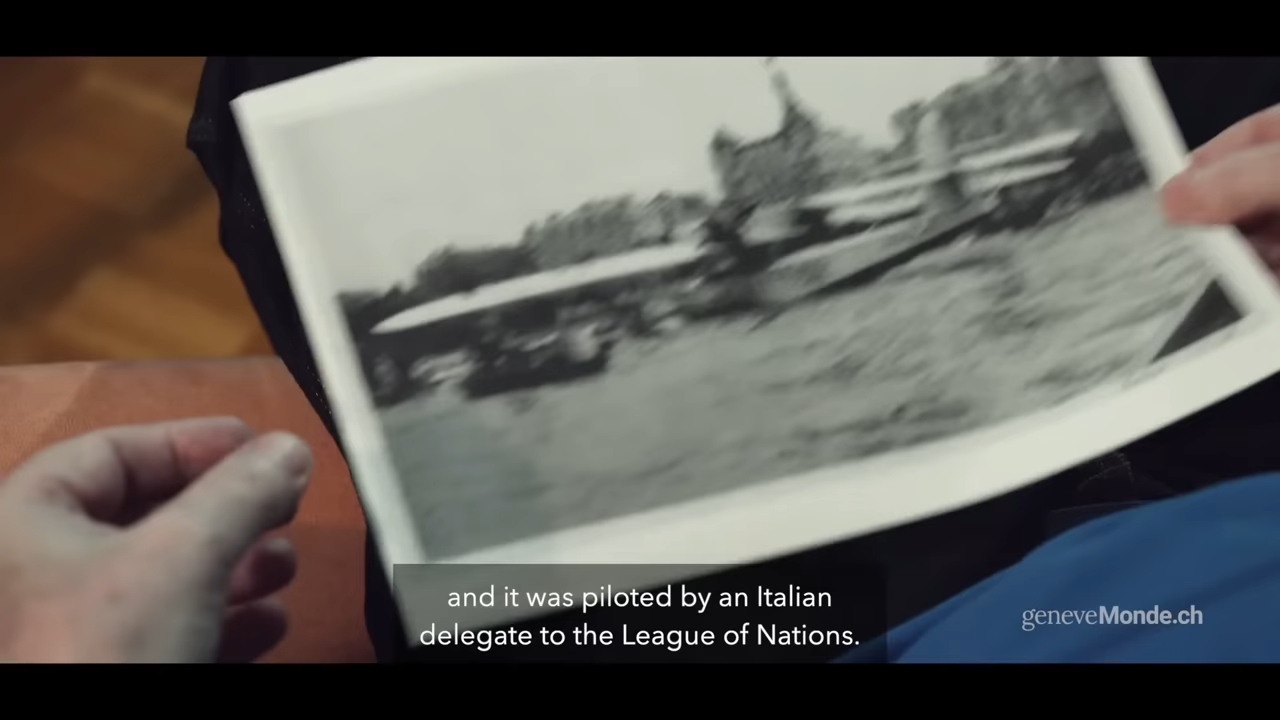 and it was piloted by an Italian
delegate to the League of Nations.
geneveMonde.ch